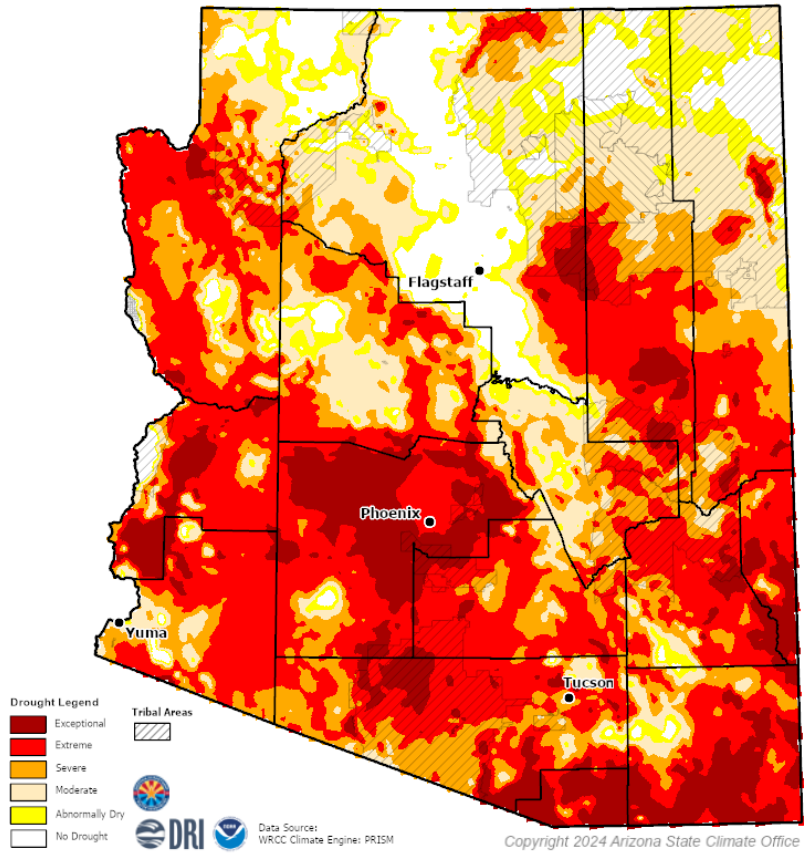 Flagstaff
Phoenix
Yuma
Tucson
Drought Legend
Exceptional
Extreme
Severe
Moderate
Abnormally Dry
No Drought
Tribal Areas
DRI
Data Source:
WRCC Climate Engine: PRISM
Copyright 2024 Arizona State Climate Office